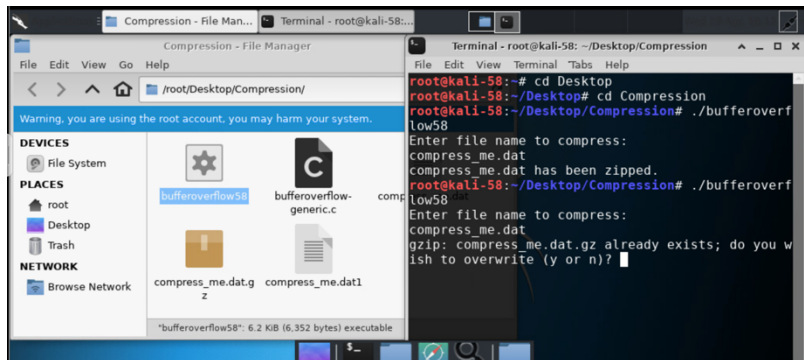 Compression - File Man...
Terminal - root@kali-58:...
Compression - File Manager
File Edit View Go Help
/root/Desktop/Compression/
Warning, you are using the root account, you may harm your system.
DEVICES
File System
PLACES
root
Desktop
Trash
NETWORK
Browse Network
bufferoverflow58
bufferoverflow-
generic.c
comp
compress_me.dat.g
z
compress_me.dat1
"bufferoverflow58": 6.2 KiB (6,352 bytes) executable
Terminal - root@kali-58: ~/Desktop/Compression
File Edit View Terminal Tabs Help
root@kali-58:~# cd Desktop
root@kali-58:~/Desktop# cd Compression
root@kali-58:~/Desktop/Compression# ./bufferoverf
low58
Enter file name to compress:
compress_me.dat
compress_me.dat has been zipped.
root@kali-58:~/Desktop/Compression# ./bufferoverf
low58
Enter file name to compress:
compress_me.dat
gzip: compress_me.dat.gz already exists; do you w
ish to overwrite (y or n)?
$_